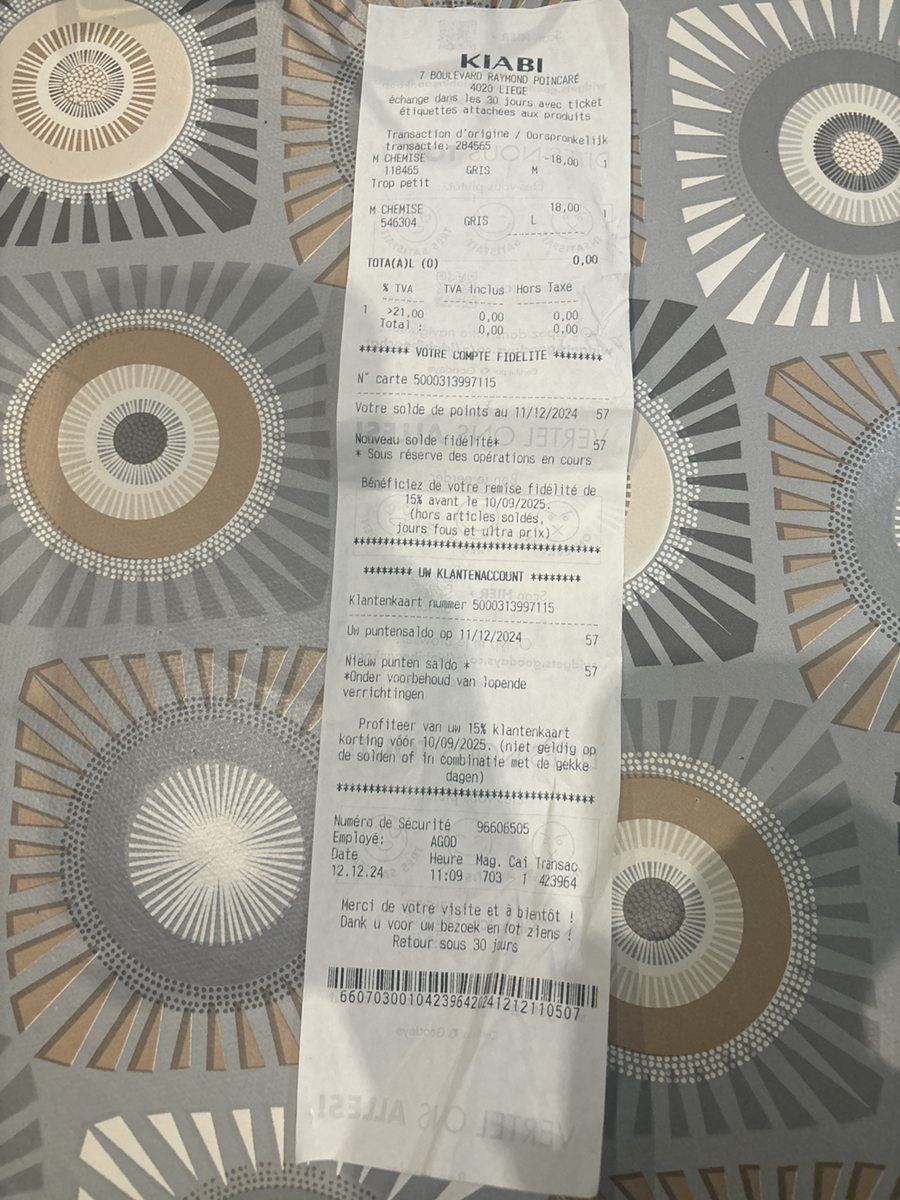 KIABI
7 BOULEVARD RAYMOND POINCARÉ
4020 LIEGE
échange dans les 30 jours avec ticket
étiquettes attachées aux produits
Transaction d'origine / Oorspronkelijk
transactie: 284565
M CHEMISE -18,00 1
118465 GRIS M
Trop petit
M CHEMISE 18,00 1
546304 GRIS L
TOTA(A)L (0) 0,00
% TVA TVA inclus Hors Taxe
1 >21,00 0,00 0,00
Total : 0,00 0,00
******** VOTRE COMPTE FIDELITE ********
N° carte 5000313997115
Votre solde de points au 11/12/2024 57
Nouveau solde fidélité* 57
* Sous réserve des opérations en cours
Bénéficiez de votre remise fidélité de
15% avant le 10/09/2025.
(hors articles soldés,
jours fous et ultra prix)
****************************************
******** UW KLANTENACCOUNT ********
Klantenkaart nummer 5000313997115
Uw puntensaldo op 11/12/2024 57
Nieuw punten saldo * 57
*Onder voorbehoud van lopende
verrichtingen
Profiteer van uw 15% klantenkaart
korting vóór 10/09/2025. (niet geldig op
de solden of in combinatie met de gekke
dagen)
****************************************
Numéro de Sécurité 96606505
Employé: AGOD
Date Heure Mag. Cai Transac
12.12.24 11:09 703 1 423964
Merci de votre visite et à bientôt !
Dank u voor uw bezoek en tot ziens !
Retour sous 30 jours
660703001042396420241212110507
VERTEL ONS ALLES!